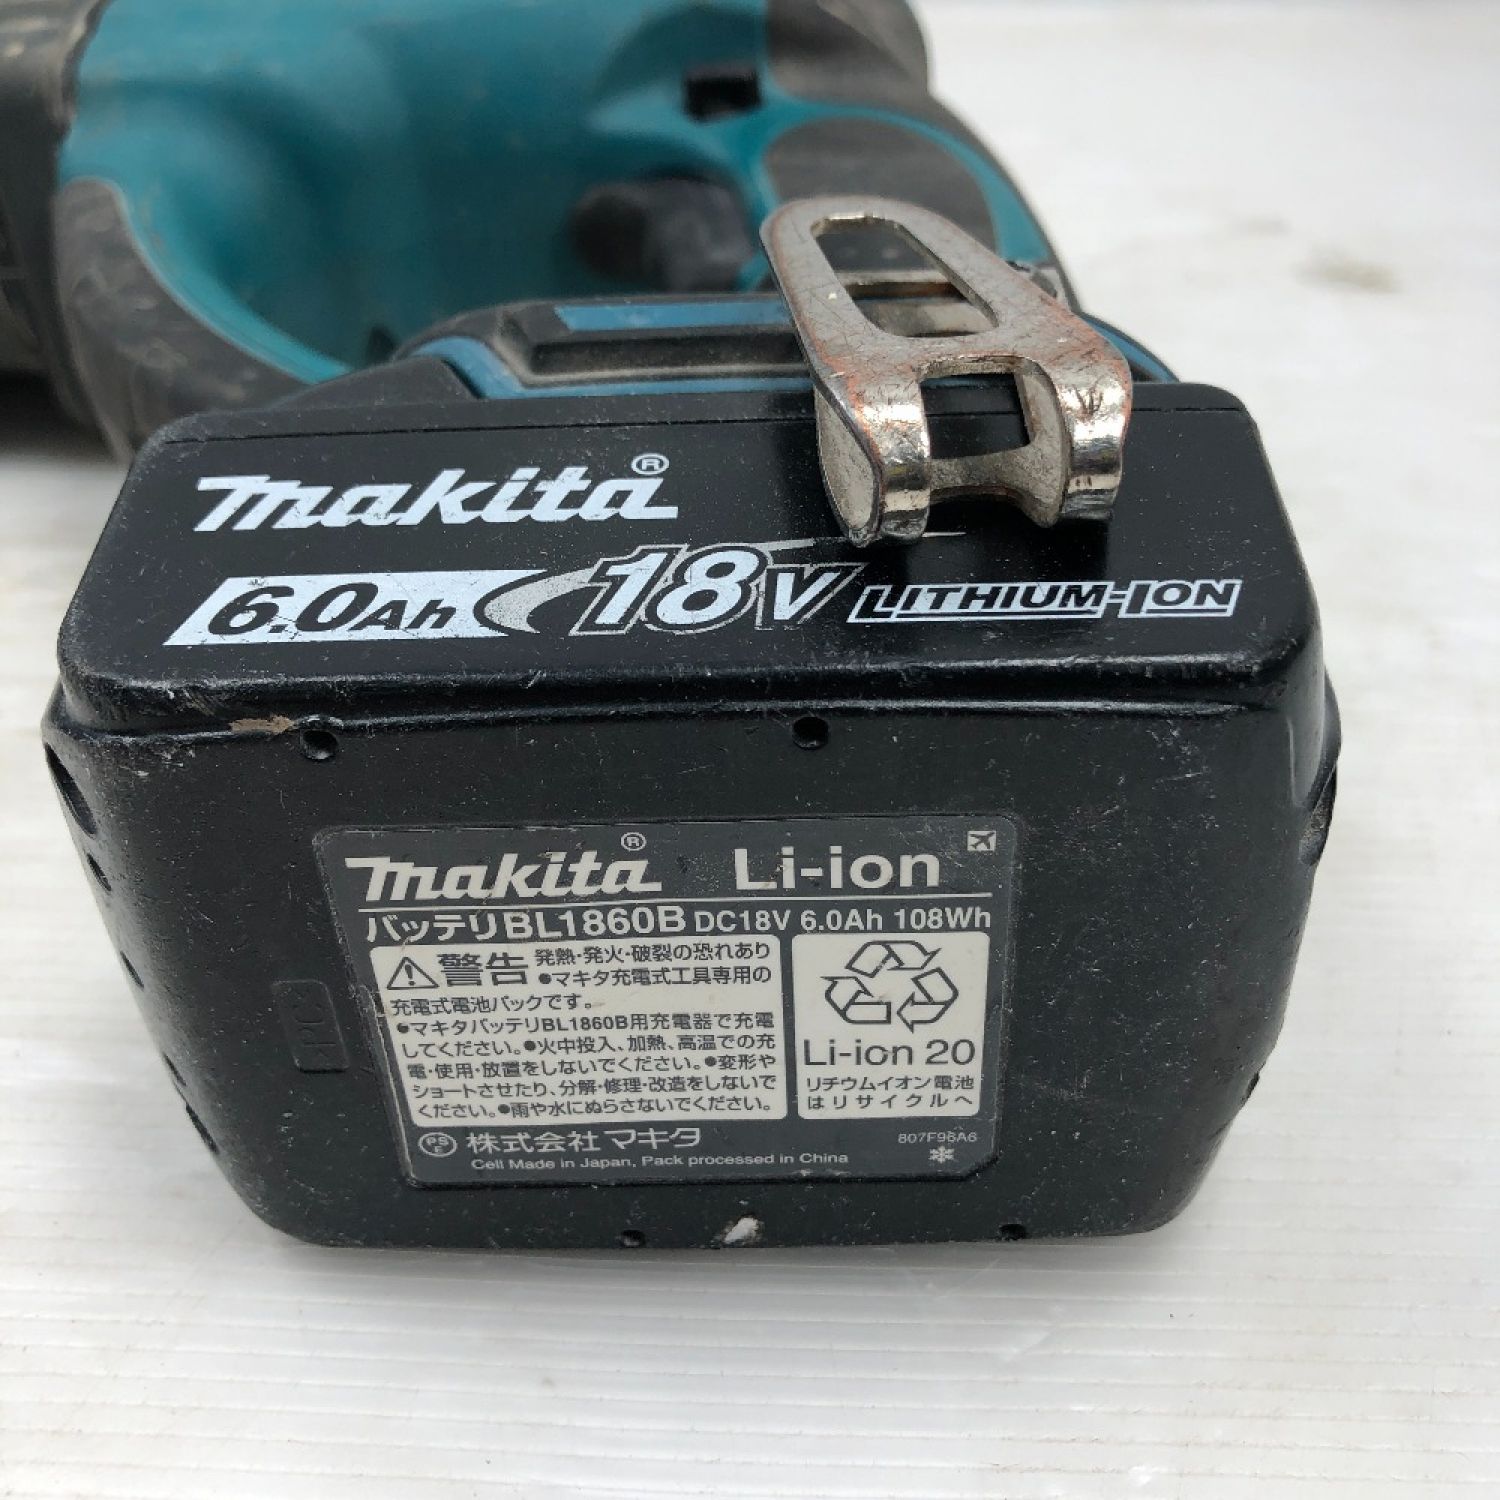 makita®
6.0Ah 18V LITHIUM-ION
makita® Li-ion
バッテリBL1860B DC18V 6.0Ah 108Wh
警告 発熱・発火・破裂の恐れあり
●マキタ充電式工具専用の
充電式電池パックです。
●マキタバッテリBL1860B用充電器で充電
してください。●火中投入、加熱、高温での充
電・使用・放置をしないでください。●変形や
ショートさせたり、分解・修理・改造をしないで
ください。●雨や水にぬらさないでください。
Li-ion 20
リチウムイオン電池
はリサイクルへ
PS
E 株式会社マキタ
Cell Made in Japan, Pack processed in China
807F96A6